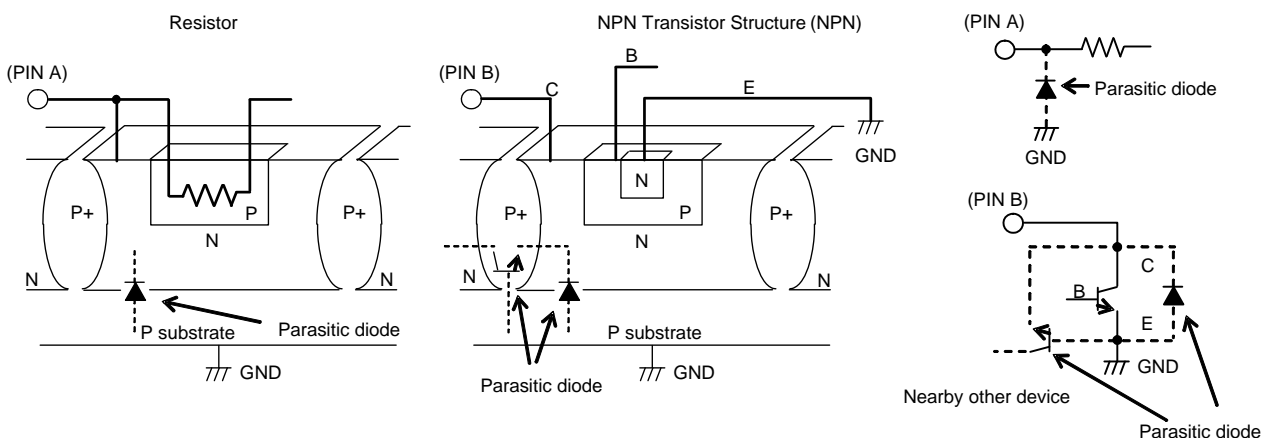 Resistor
(PIN A)
P+
P
N
P+
N
N
P substrate
Parasitic diode
GND
NPN Transistor Structure (NPN)
(PIN B)
C
B
E
GND
P+
N
P
N
P+
N
N
P substrate
GND
Parasitic diode
(PIN A)
Parasitic diode
GND
(PIN B)
C
B
E
GND
Nearby other device
Parasitic diode